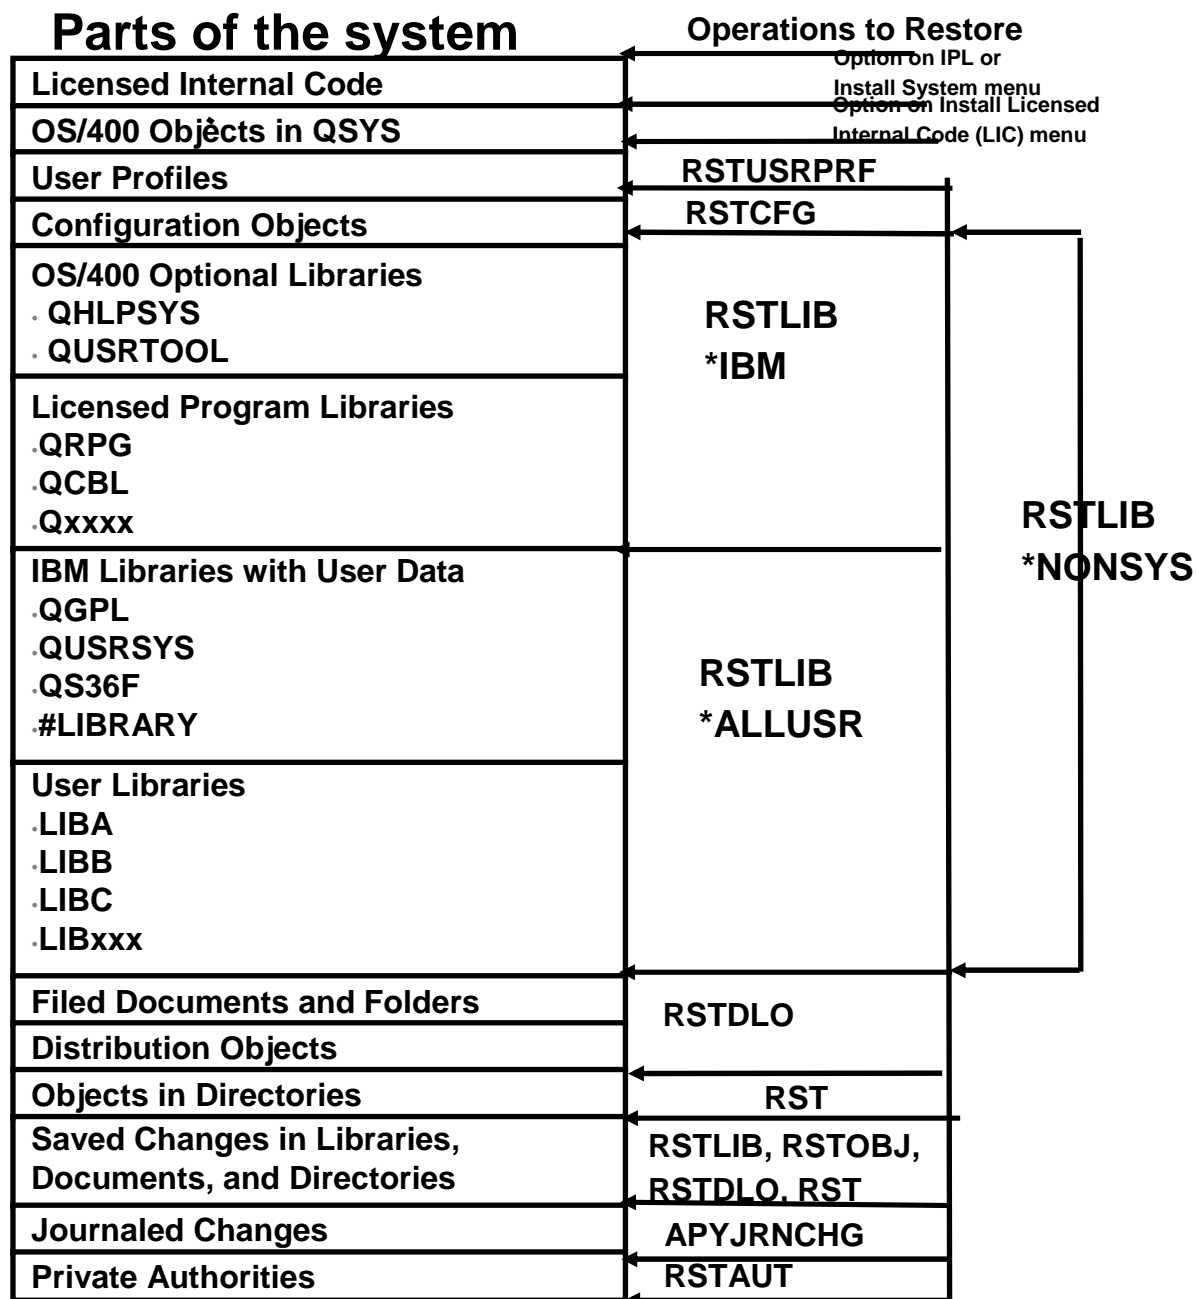 Parts of the system
Operations to Restore
Licensed Internal Code
Option on IPL or
Install System menu
OS/400 Objects in QSYS
Option on Install Licensed
Internal Code (LIC) menu
User Profiles
RSTUSRPRF
Configuration Objects
RSTCFG
OS/400 Optional Libraries
· QHLPSYS
· QUSRTOOL
RSTLIB
*IBM
Licensed Program Libraries
·QRPG
·QCBL
·Qxxxx
RSTLIB
*NONSYS
IBM Libraries with User Data
·QGPL
·QUSRSYS
·QS36F
·#LIBRARY
RSTLIB
*ALLUSR
User Libraries
·LIBA
·LIBB
·LIBC
·LIBxxx
Filed Documents and Folders
RSTDLO
Distribution Objects
Objects in Directories
RST
Saved Changes in Libraries,
Documents, and Directories
RSTLIB, RSTOBJ,
RSTDLO, RST
Journaled Changes
APYJRNCHG
Private Authorities
RSTAUT